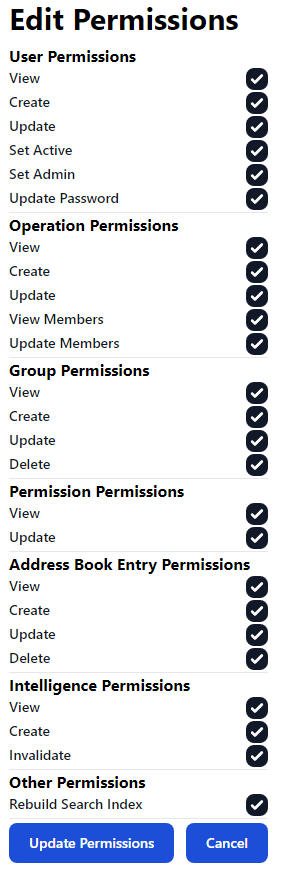 Edit Permissions
User Permissions
View
Create
Update
Set Active
Set Admin
Update Password
Operation Permissions
View
Create
Update
View Members
Update Members
Group Permissions
View
Create
Update
Delete
Permission Permissions
View
Update
Address Book Entry Permissions
View
Create
Update
Delete
Intelligence Permissions
View
Create
Invalidate
Other Permissions
Rebuild Search Index
Update Permissions Cancel